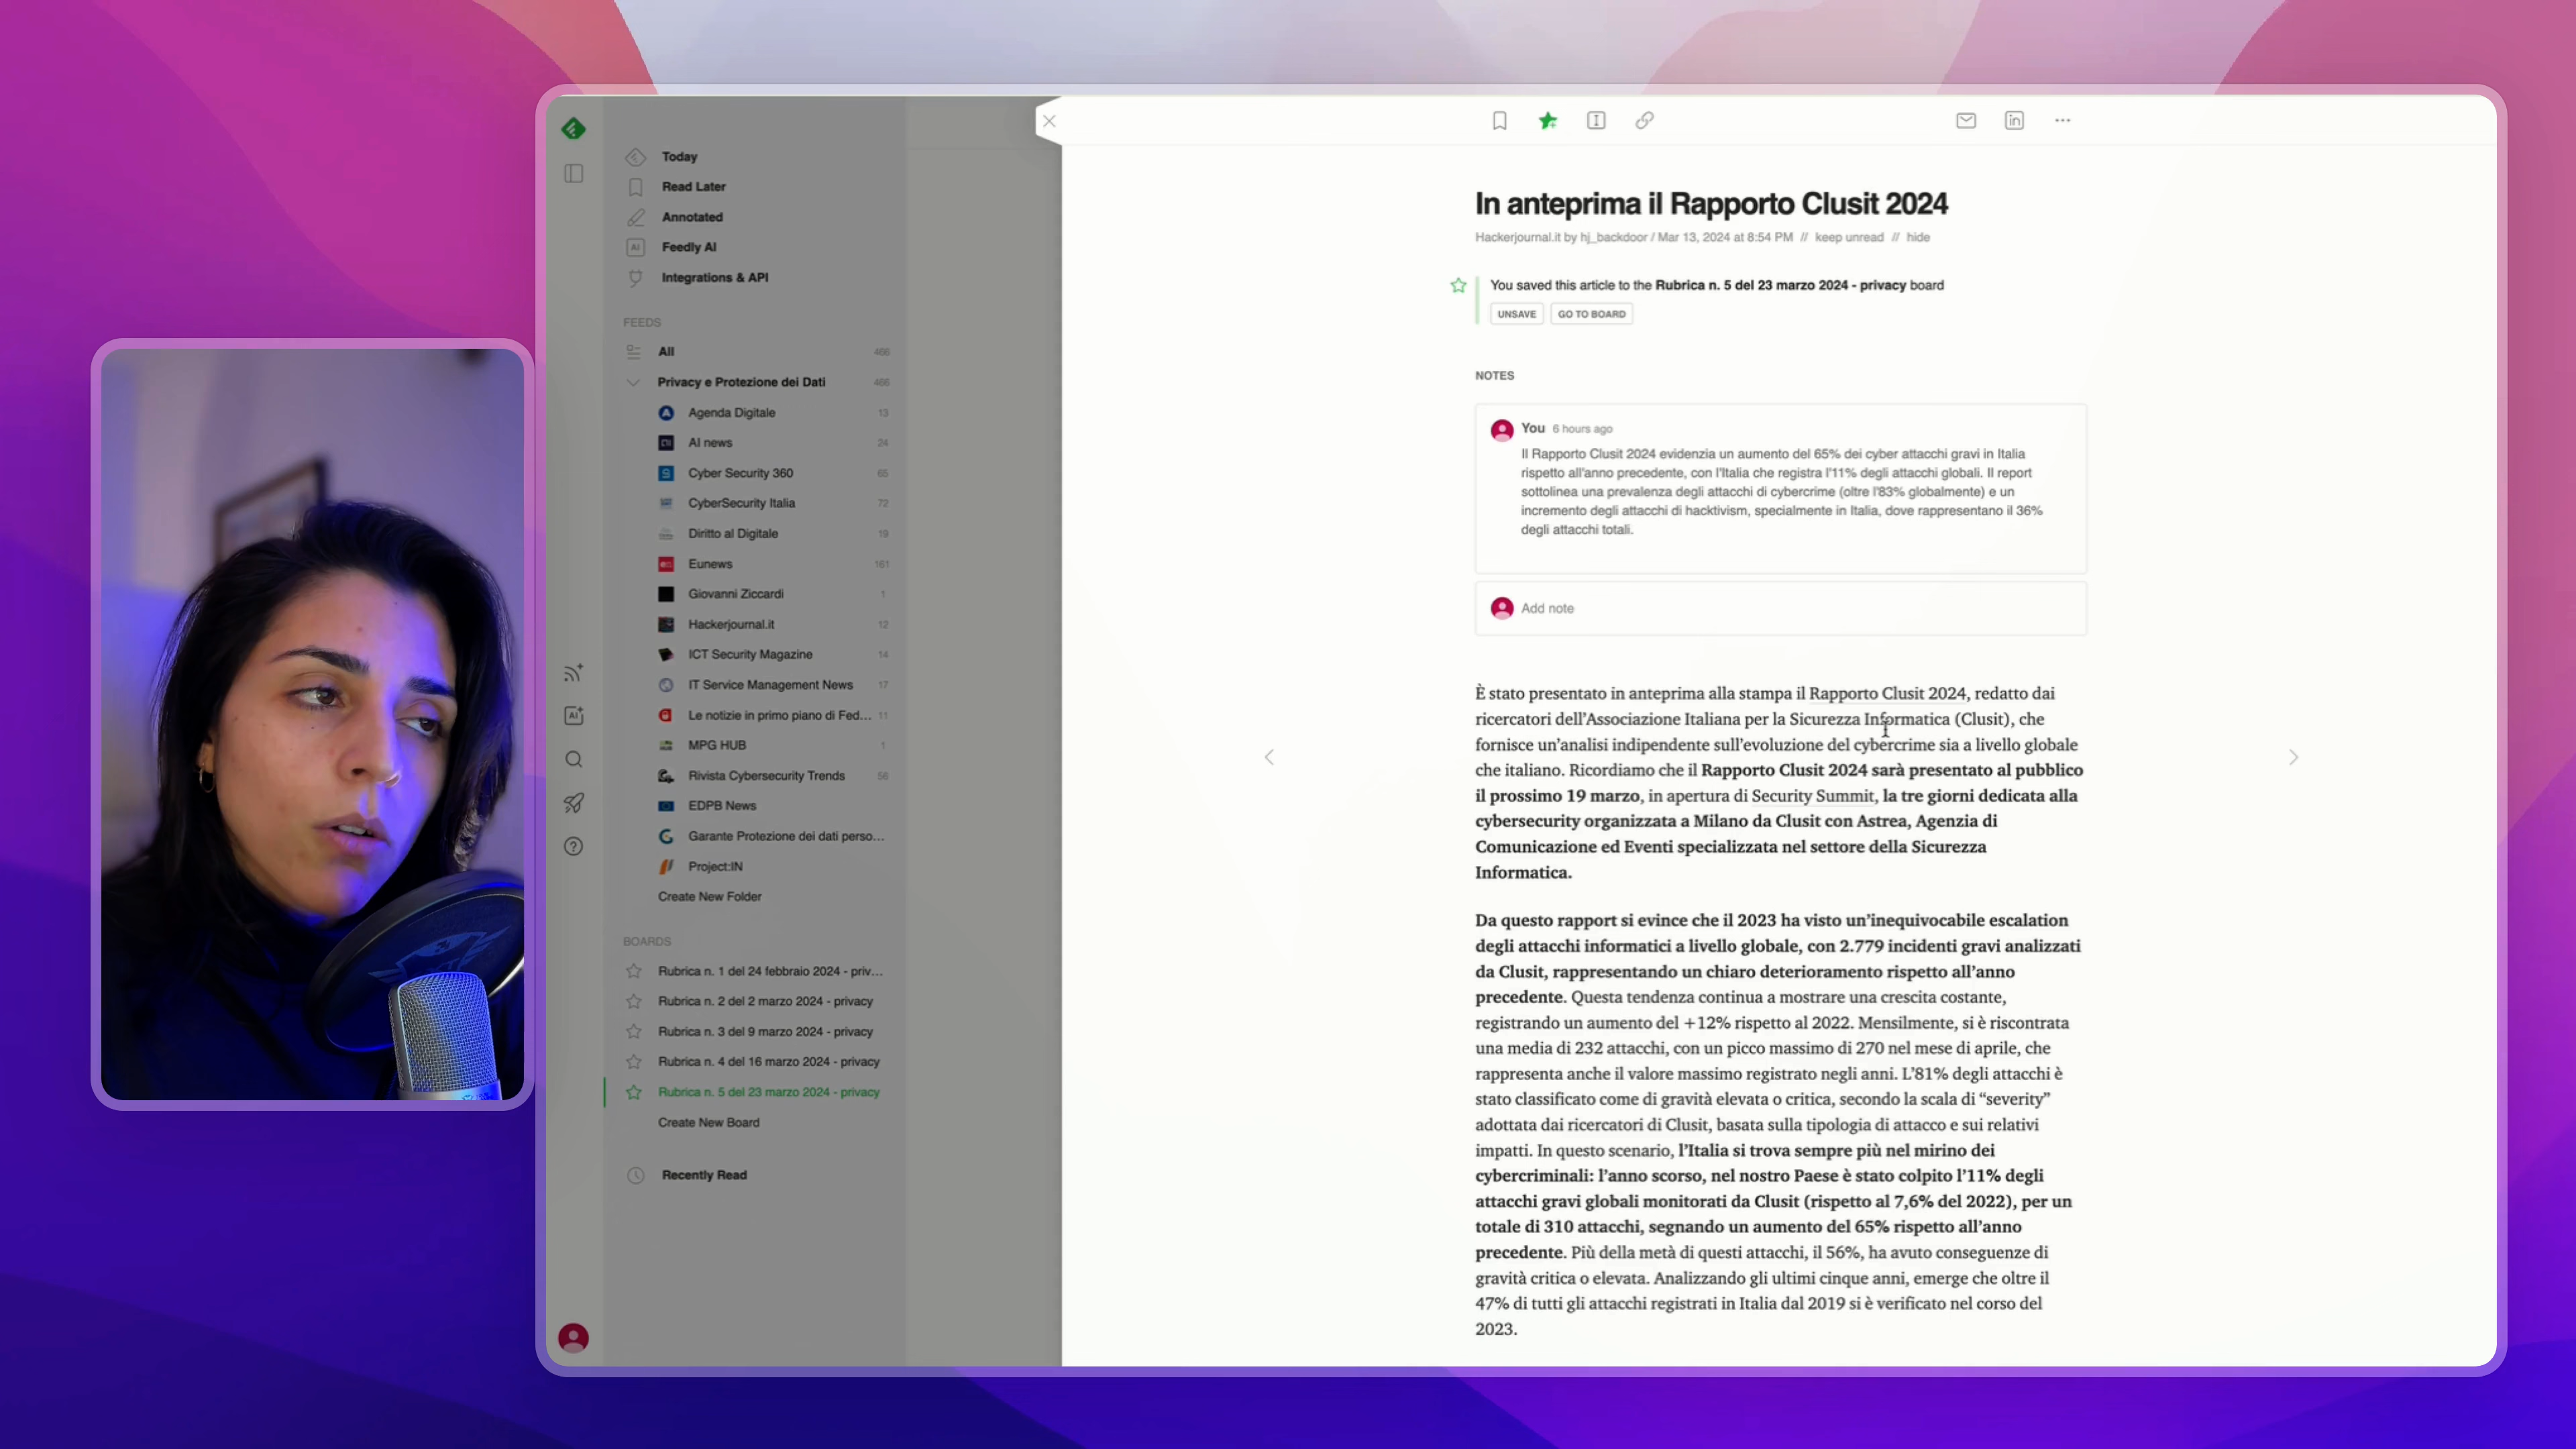 Today
Read Later
Annotated
AI
Feedly AI
Integrations & API
FEEDS
All 466
Privacy e Protezione dei Dati 466
Agenda Digitale 13
AI news 24
Cyber Security 360 65
CyberSecurity Italia 72
Diritto al Digitale 19
Eunews 161
Giovanni Ziccardi 1
Hackerjournal.it 12
ICT Security Magazine 14
IT Service Management News 17
Le notizie in primo piano di Fed... 11
MPG HUB 1
Rivista Cybersecurity Trends 56
EDPB News
Garante Protezione dei dati perso...
Project:IN
Create New Folder
BOARDS
Rubrica n. 1 del 24 febbraio 2024 - priv...
Rubrica n. 2 del 2 marzo 2024 - privacy
Rubrica n. 3 del 9 marzo 2024 - privacy
Rubrica n. 4 del 16 marzo 2024 - privacy
Rubrica n. 5 del 23 marzo 2024 - privacy
Create New Board
Recently Read
In anteprima il Rapporto Clusit 2024
Hackerjournal.it by hj_backdoor / Mar 13, 2024 at 8:54 PM // keep unread // hide
You saved this article to the Rubrica n. 5 del 23 marzo 2024 - privacy board
UNSAVE GO TO BOARD
NOTES
You 6 hours ago
Il Rapporto Clusit 2024 evidenzia un aumento del 65% dei cyber attacchi gravi in Italia
rispetto all'anno precedente, con l'Italia che registra l'11% degli attacchi globali. Il report
sottolinea una prevalenza degli attacchi di cybercrime (oltre l'83% globalmente) e un
incremento degli attacchi di hacktivism, specialmente in Italia, dove rappresentano il 36%
degli attacchi totali.
Add note
È stato presentato in anteprima alla stampa il Rapporto Clusit 2024, redatto dai
ricercatori dell’Associazione Italiana per la Sicurezza Informatica (Clusit), che
fornisce un’analisi indipendente sull’evoluzione del cybercrime sia a livello globale
che italiano. Ricordiamo che il Rapporto Clusit 2024 sarà presentato al pubblico
il prossimo 19 marzo, in apertura di Security Summit, la tre giorni dedicata alla
cybersecurity organizzata a Milano da Clusit con Astrea, Agenzia di
Comunicazione ed Eventi specializzata nel settore della Sicurezza
Informatica.
Da questo rapport si evince che il 2023 ha visto un’inequivocabile escalation
degli attacchi informatici a livello globale, con 2.779 incidenti gravi analizzati
da Clusit, rappresentando un chiaro deterioramento rispetto all’anno
precedente. Questa tendenza continua a mostrare una crescita costante,
registrando un aumento del +12% rispetto al 2022. Mensilmente, si è riscontrata
una media di 232 attacchi, con un picco massimo di 270 nel mese di aprile, che
rappresenta anche il valore massimo registrato negli anni. L’81% degli attacchi è
stato classificato come di gravità elevata o critica, secondo la scala di “severity”
adottata dai ricercatori di Clusit, basata sulla tipologia di attacco e sui relativi
impatti. In questo scenario, l’Italia si trova sempre più nel mirino dei
cybercriminali: l’anno scorso, nel nostro Paese è stato colpito l’11% degli
attacchi gravi globali monitorati da Clusit (rispetto al 7,6% del 2022), per un
totale di 310 attacchi, segnando un aumento del 65% rispetto all’anno
precedente. Più della metà di questi attacchi, il 56%, ha avuto conseguenze di
gravità critica o elevata. Analizzando gli ultimi cinque anni, emerge che oltre il
47% di tutti gli attacchi registrati in Italia dal 2019 si è verificato nel corso del
2023.